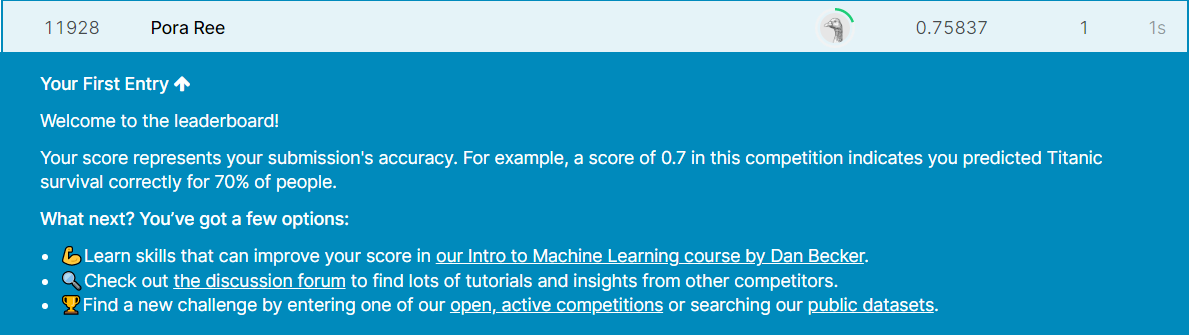 11928 Pora Ree 0.75837 1 1s
Your First Entry
Welcome to the leaderboard!
Your score represents your submission's accuracy. For example, a score of 0.7 in this competition indicates you predicted Titanic
survival correctly for 70% of people.
What next? You’ve got a few options:
• 💪Learn skills that can improve your score in our Intro to Machine Learning course by Dan Becker.
• 🔍Check out the discussion forum to find lots of tutorials and insights from other competitors.
• 🏆Find a new challenge by entering one of our open, active competitions or searching our public datasets.